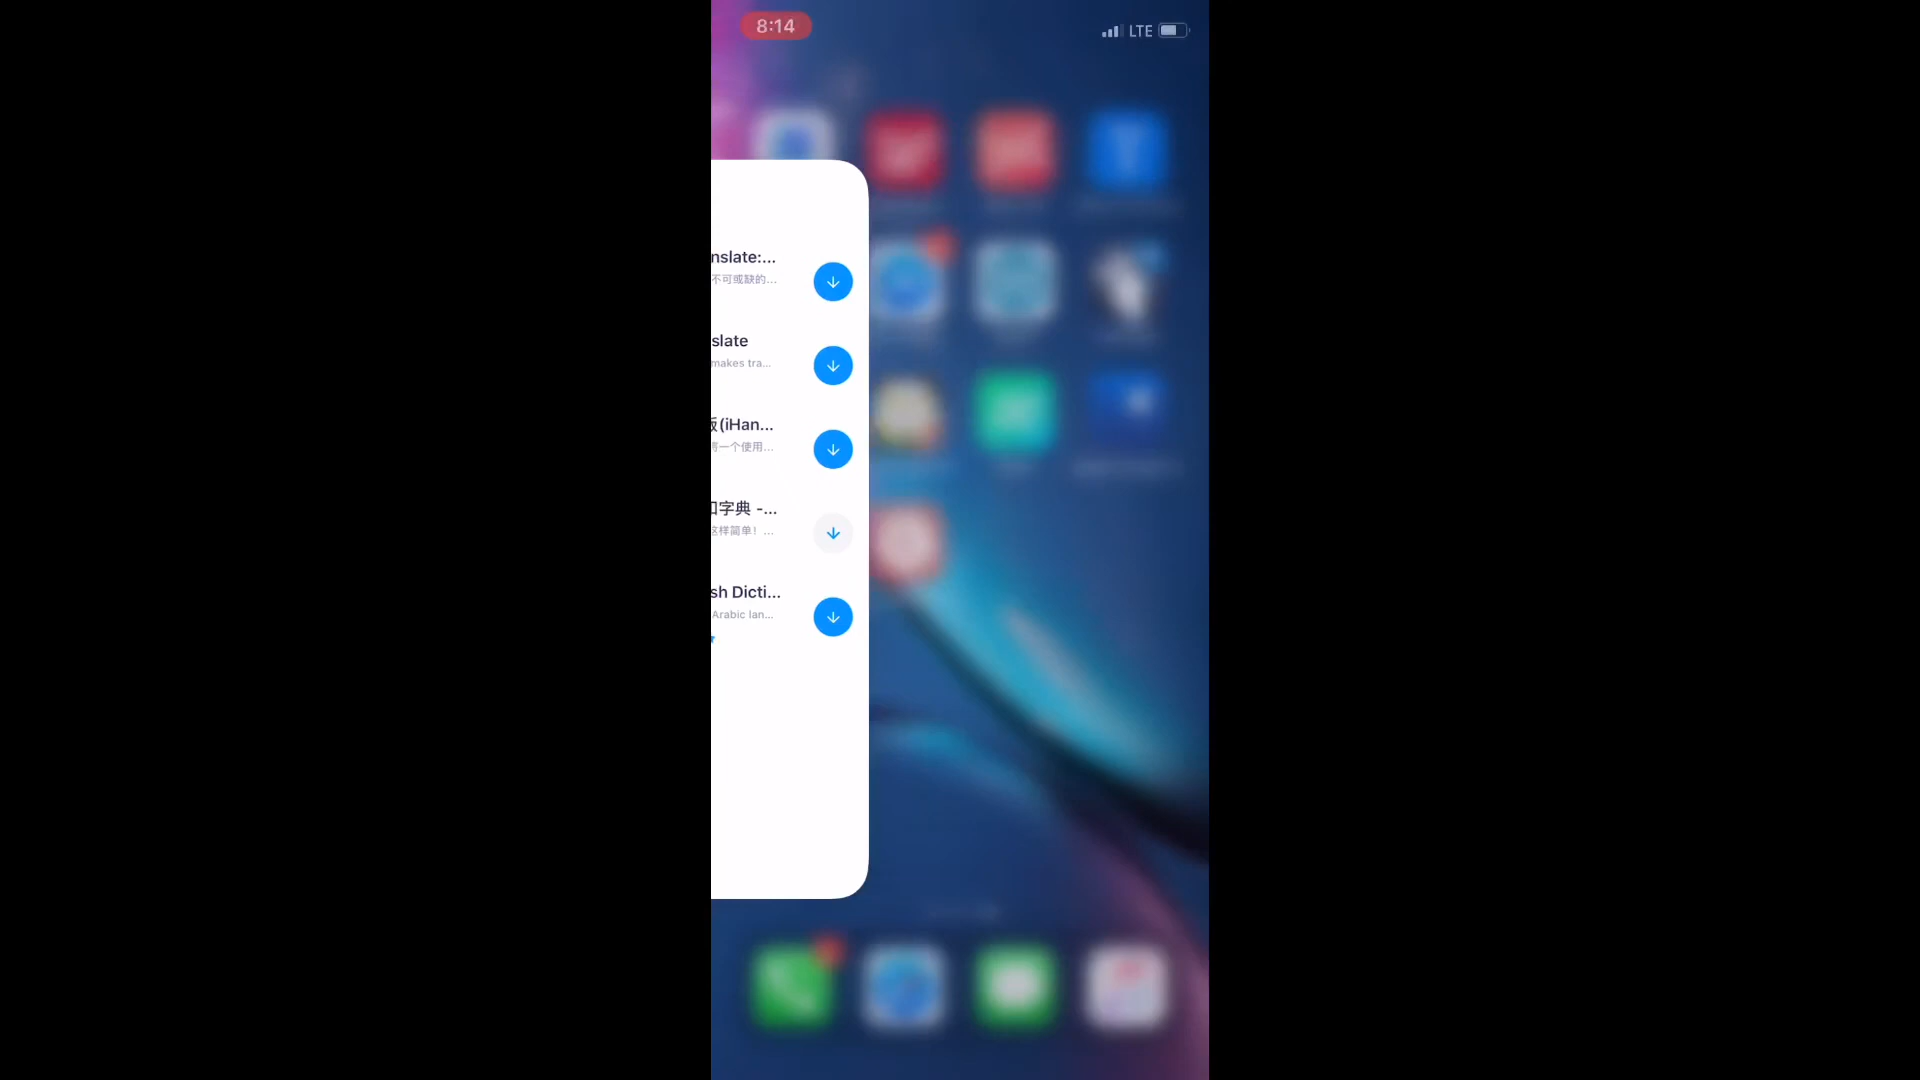 8:14
LTE
nslate:...
不可或缺的...
slate
makes tra...
(iHan...
一个使用...
字典 -...
这样简单！...
sh Dicti...
Arabic lan...